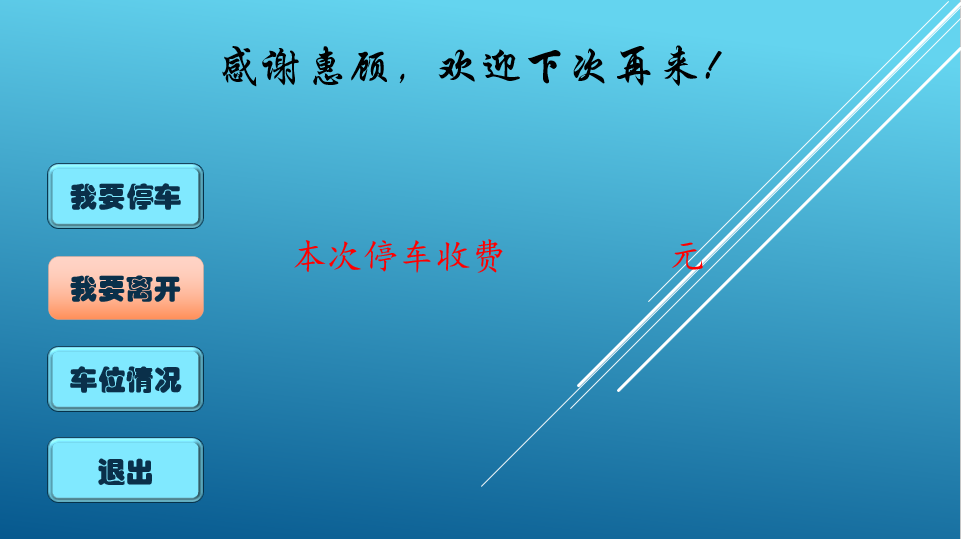 感谢惠顾，欢迎下次再来！
我要停车
本次停车收费 元
我要离开
车位情况
退出